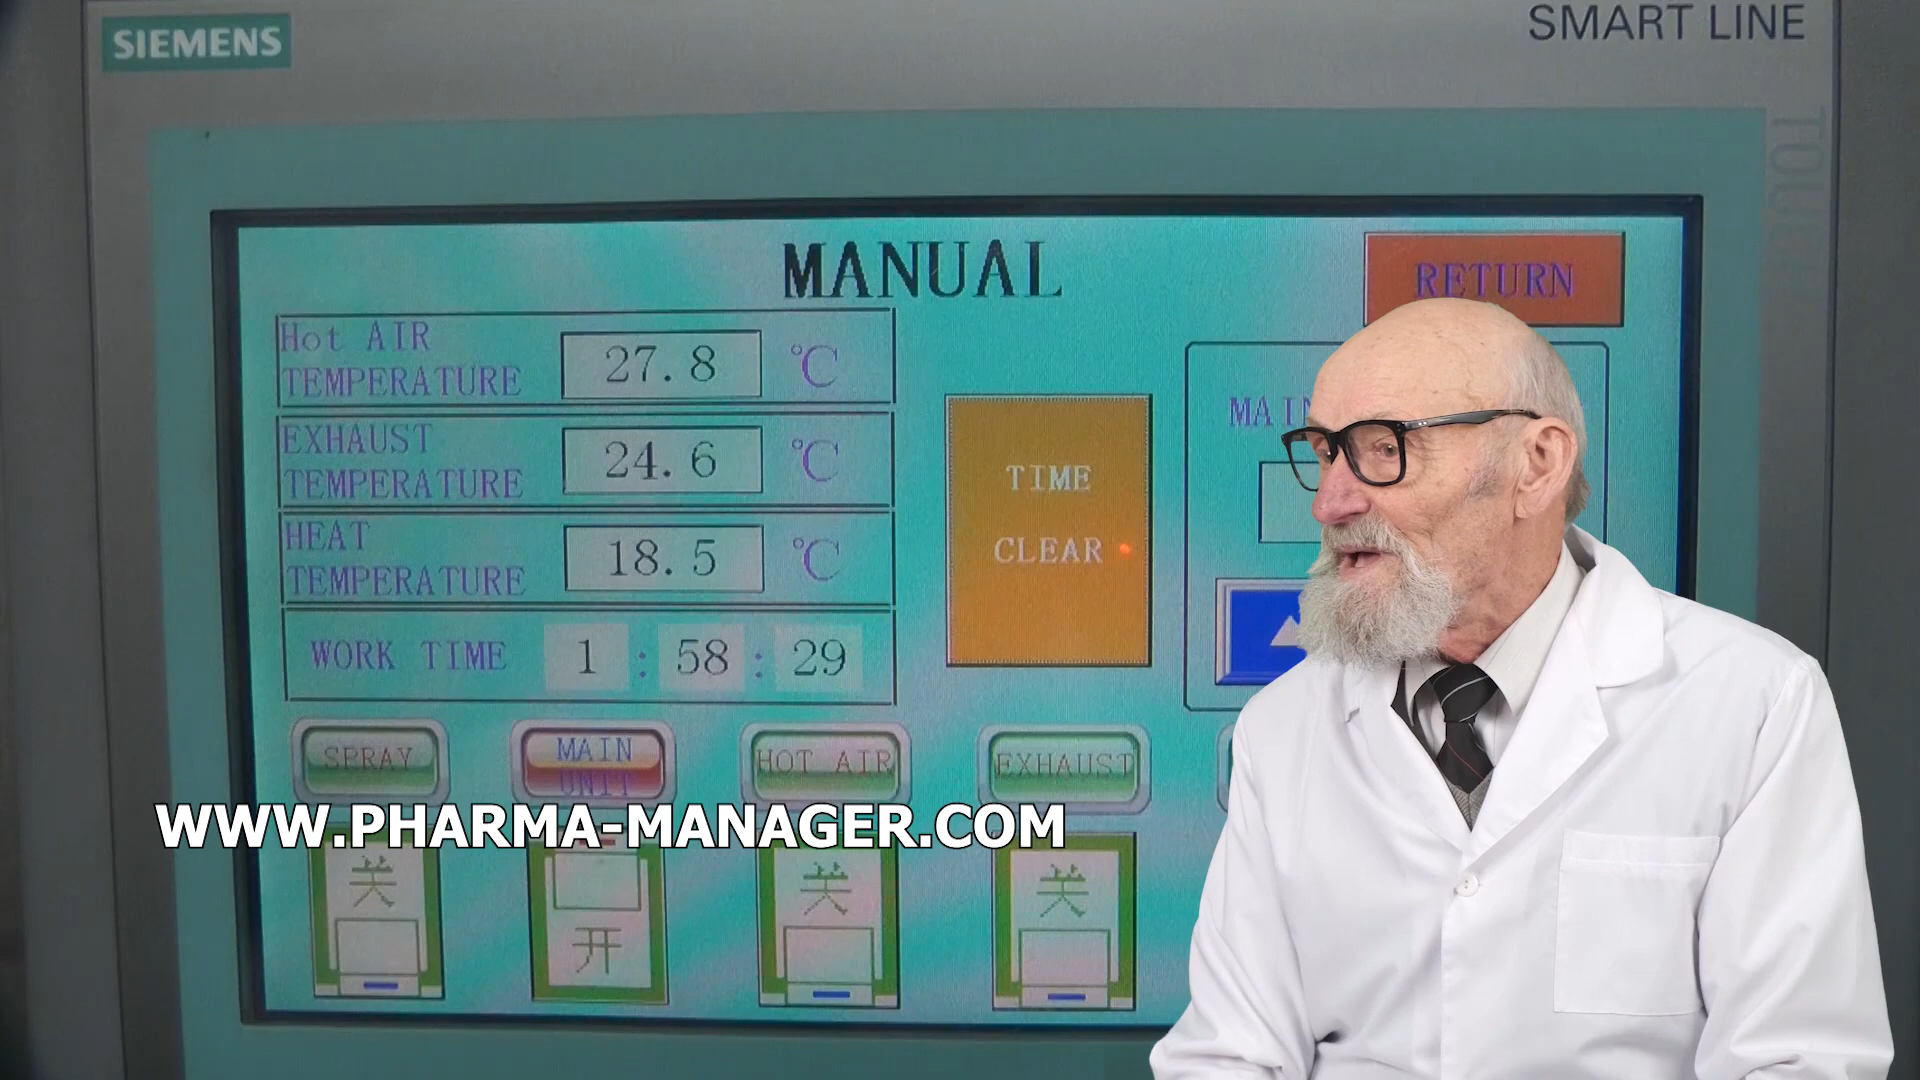 SIEMENS
SMART LINE
TOUCH
MANUAL
RETURN
Hot AIR
TEMPERATURE
27.8 ℃
EXHAUST
TEMPERATURE
24.6 ℃
HEAT
TEMPERATURE
18.5 ℃
WORK TIME 1 : 58 : 29
TIME
CLEAR
MAIN
SPRAY
MAIN
UNIT
HOT AIR
EXHAUST
WWW.PHARMA-MANAGER.COM
关
开
关
关